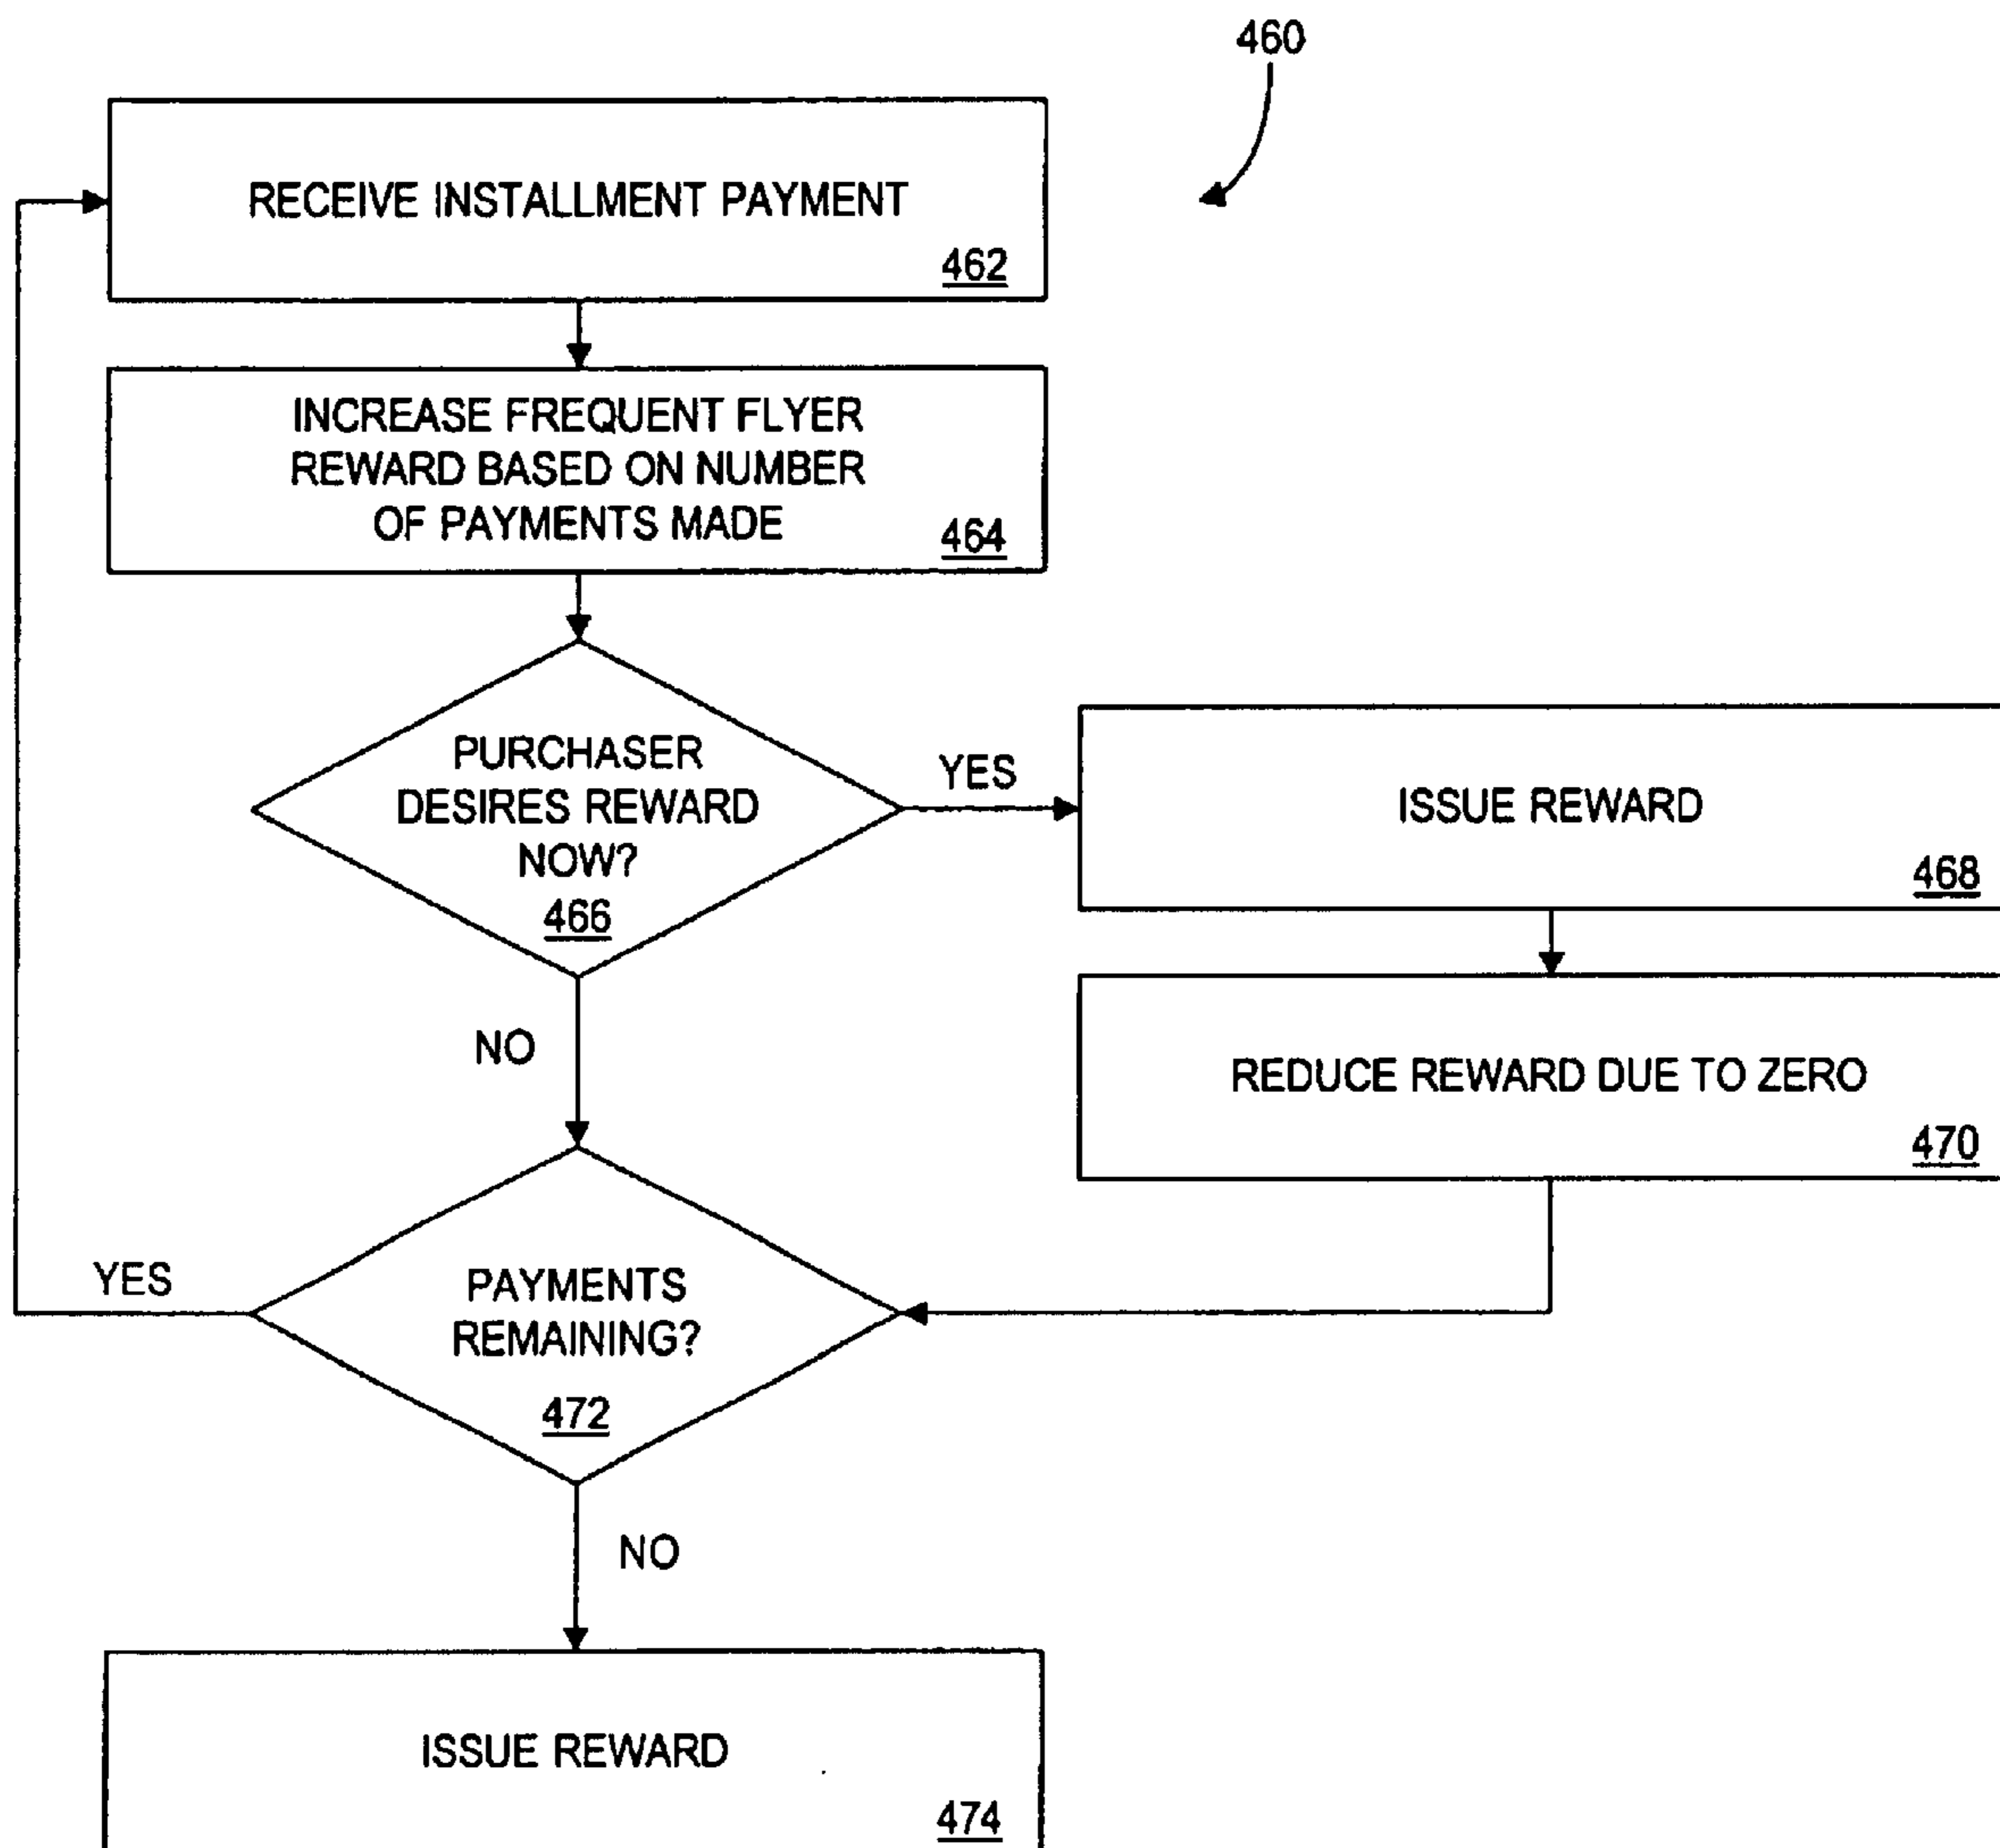 460
RECEIVE INSTALLMENT PAYMENT
462
INCREASE FREQUENT FLYER
REWARD BASED ON NUMBER
OF PAYMENTS MADE
464
PURCHASER
DESIRES REWARD
NOW?
466
YES
ISSUE REWARD
468
NO
REDUCE REWARD DUE TO ZERO
470
YES
PAYMENTS
REMAINING?
472
NO
ISSUE REWARD
474